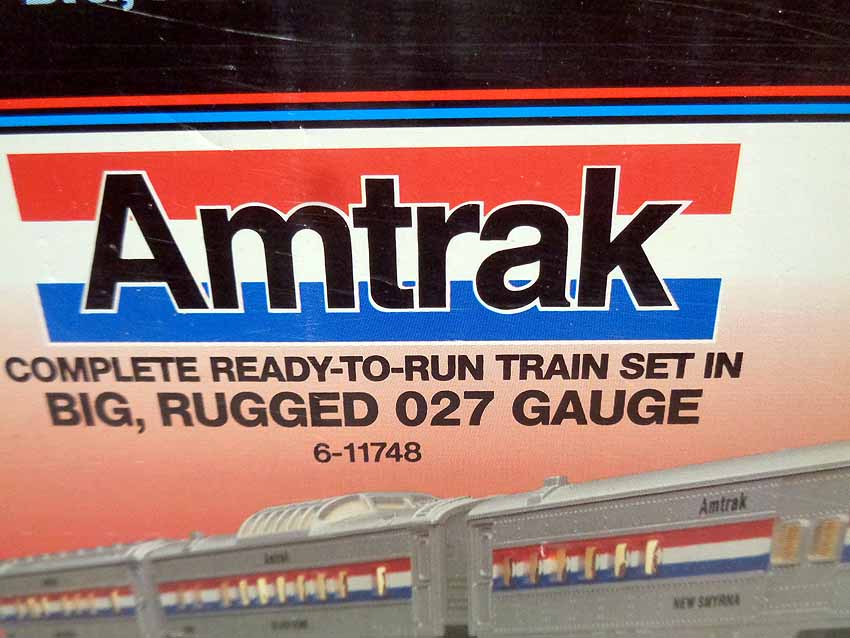 Amtrak
COMPLETE READY-TO-RUN TRAIN SET IN
BIG, RUGGED 027 GAUGE
6-11748
Amtrak
NEW SMYRNA